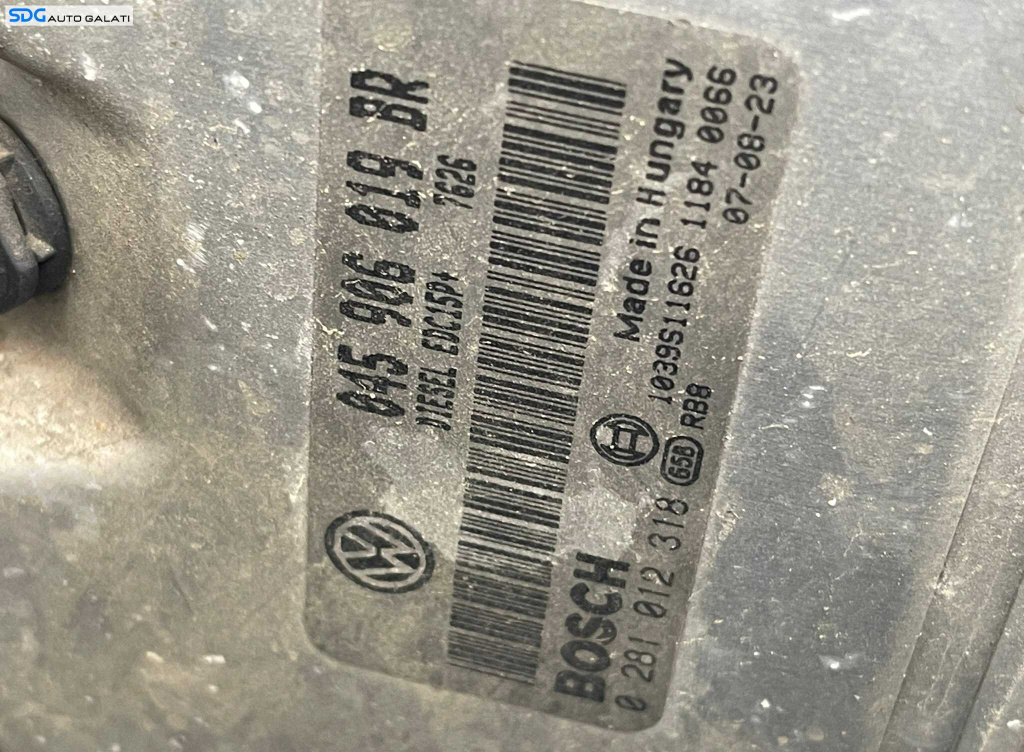 SDG AUTO GALATI
045 906 019 BR
DIESEL EDC15P+ 7626
Made in Hungary
1039S11626 1184 0066
07-08-23
65B RB8
BOSCH
0 281 012 318